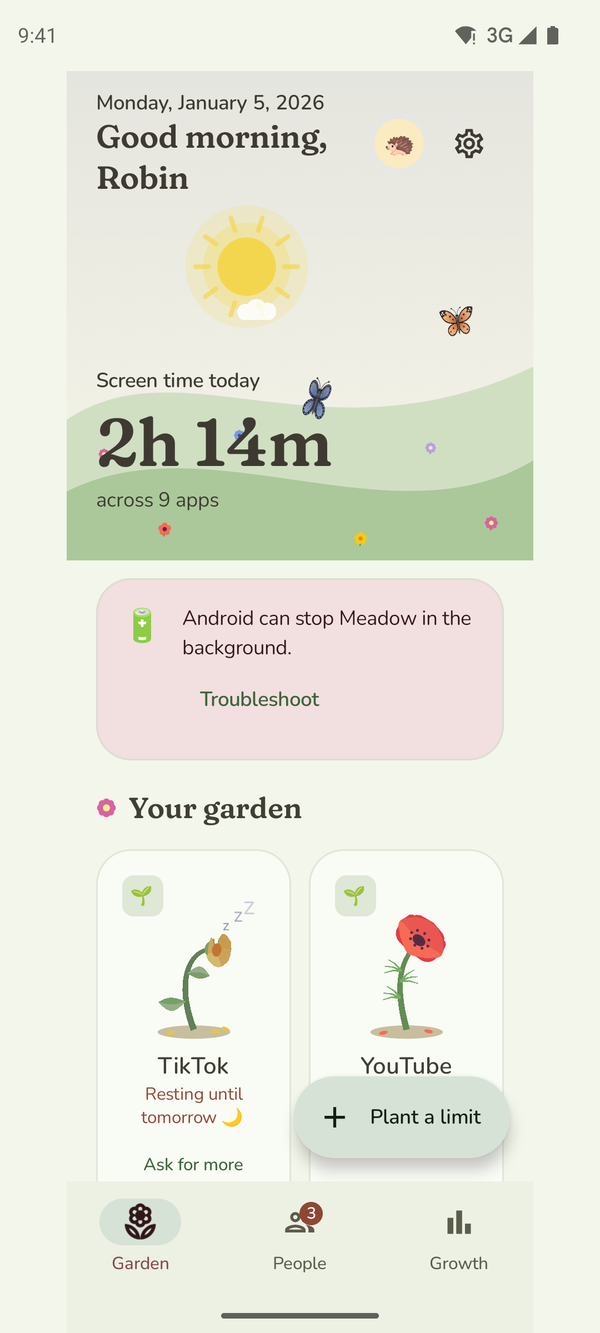 9:41
3G
Monday, January 5, 2026
Good morning,
Robin
Screen time today
2h 14m
across 9 apps
Android can stop Meadow in the
background.
Troubleshoot
Your garden
z z Z
TikTok
Resting until
tomorrow
Ask for more
YouTube
Plant a limit
3
Garden
People
Growth